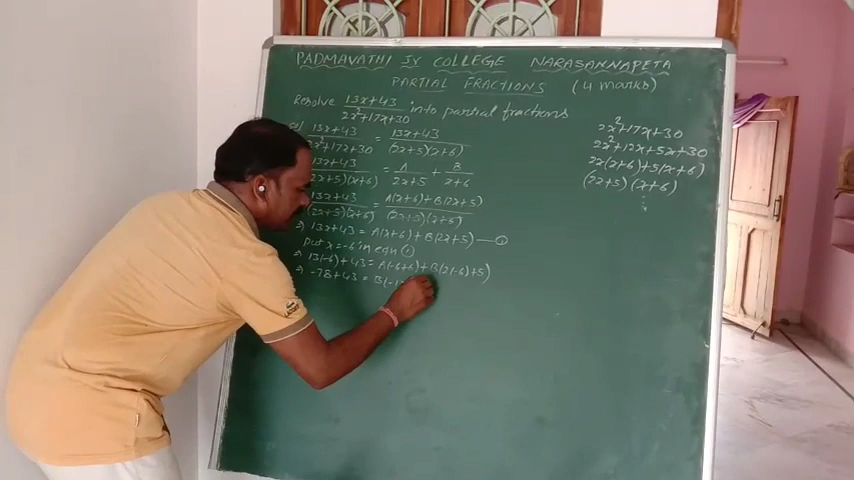 PADMAVATHI Jr COLLEGE NARASANNAPETA
PARTIAL FRACTIONS (4 marks)
Resolve (13x+43)/(2x²+17x+30) into partial fractions
Sol (13x+43)/(2x²+17x+30) = (13x+43)/((2x+5)(x+6))
(13x+43)/((2x+5)(x+6)) = A/(2x+5) + B/(x+6)
(13x+43)/((2x+5)(x+6)) = (A(x+6)+B(2x+5))/((2x+5)(x+6))
⇒ 13x+43 = A(x+6)+B(2x+5) — ①
Put x=-6 in eqn ①
⇒ 13(-6)+43 = A(-6+6)+B(2(-6)+5)
⇒ -78+43 = B(-1
2x²+17x+30
2x²+12x+5x+30
2x(x+6)+5(x+6)
(2x+5)(x+6)